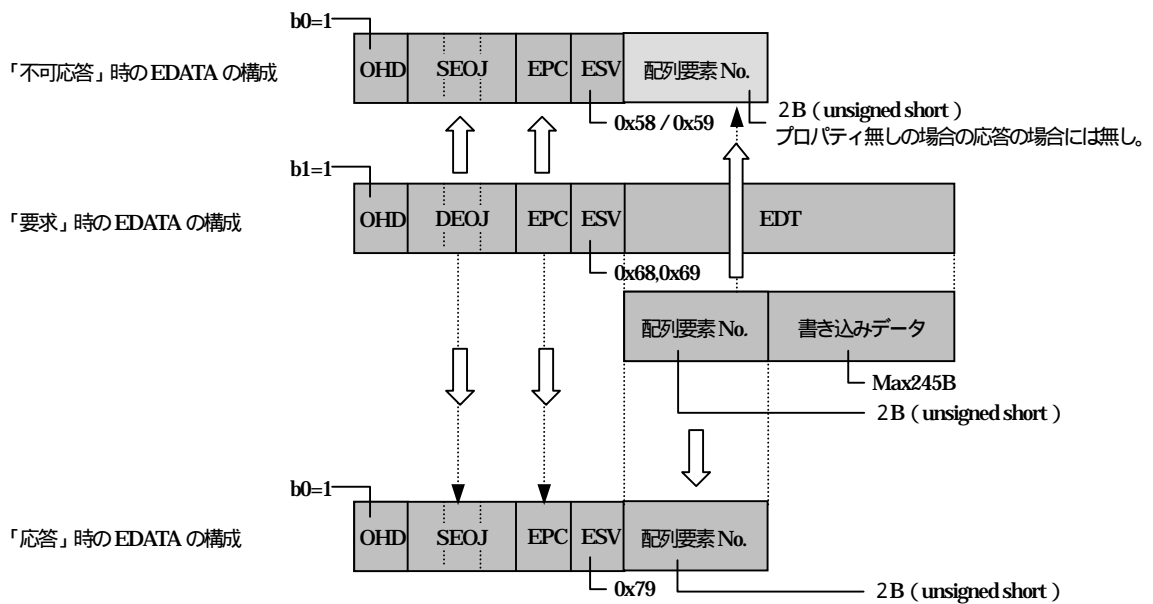 b0=1
「不可応答」時の EDATA の構成
OHD SEOJ EPC ESV 配列要素 No.
0x58 / 0x59
2B ( unsigned short )
プロパティ無しの場合の応答の場合には無し。
b1=1
「要求」時の EDATA の構成
OHD DEOJ EPC ESV EDT
0x68,0x69
配列要素 No. 書き込みデータ
Max245B
2B ( unsigned short )
b0=1
「応答」時の EDATA の構成
OHD SEOJ EPC ESV 配列要素 No.
0x79
2B ( unsigned short )